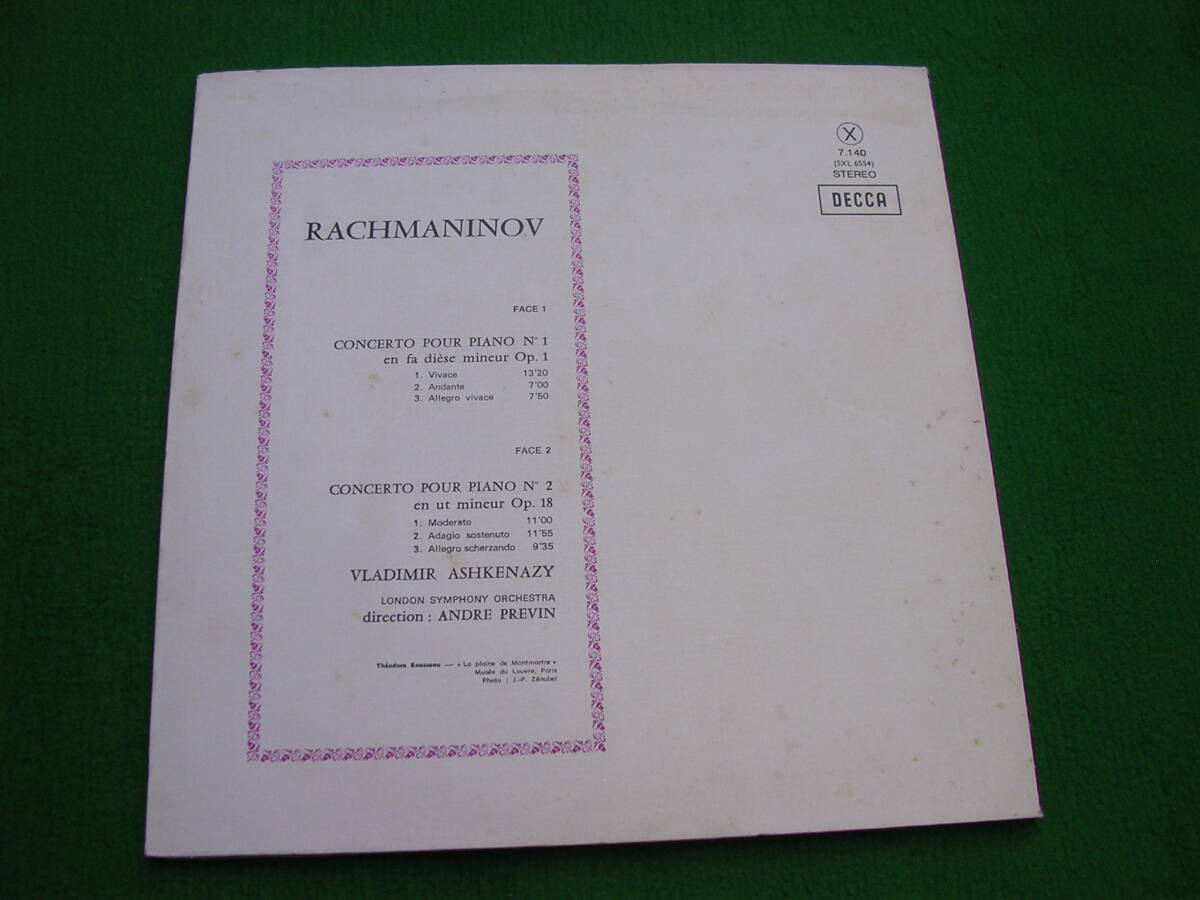 X
7.140
(SXL 6554)
STEREO
DECCA
RACHMANINOV
FACE 1
CONCERTO POUR PIANO N° 1
en fa dièse mineur Op. 1
1. Vivace 13'20
2. Andante 7'00
3. Allegro vivace 7'50
FACE 2
CONCERTO POUR PIANO N° 2
en ut mineur Op. 18
1. Moderato 11'00
2. Adagio sostenuto 11'55
3. Allegro scherzando 9'35
VLADIMIR ASHKENAZY
LONDON SYMPHONY ORCHESTRA
direction : ANDRE PREVIN
Théodore Rousseau — « La plaine de Montmartre »
Musée du Louvre, Paris
Photo : J.-P. Zénobel